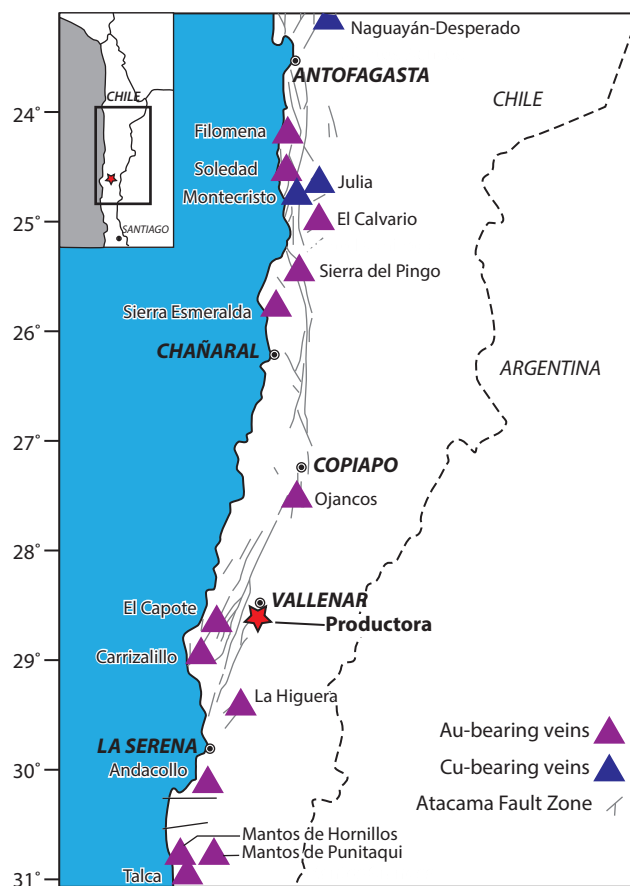 Naguayán-Desperado
ANTOFAGASTA
CHILE
CHILE
24°
Filomena
Soledad
Julia
Montecristo
SANTIAGO
25°
El Calvario
Sierra del Pingo
Sierra Esmeralda
26°
CHAÑARAL
ARGENTINA
27°
COPIAPO
Ojancos
28°
VALLENAR
El Capote
Productora
29°
Carrizalillo
La Higuera
LA SERENA
Au-bearing veins
30°
Andacollo
Cu-bearing veins
Atacama Fault Zone
Mantos de Hornillos
Mantos de Punitaqui
31°
Talca